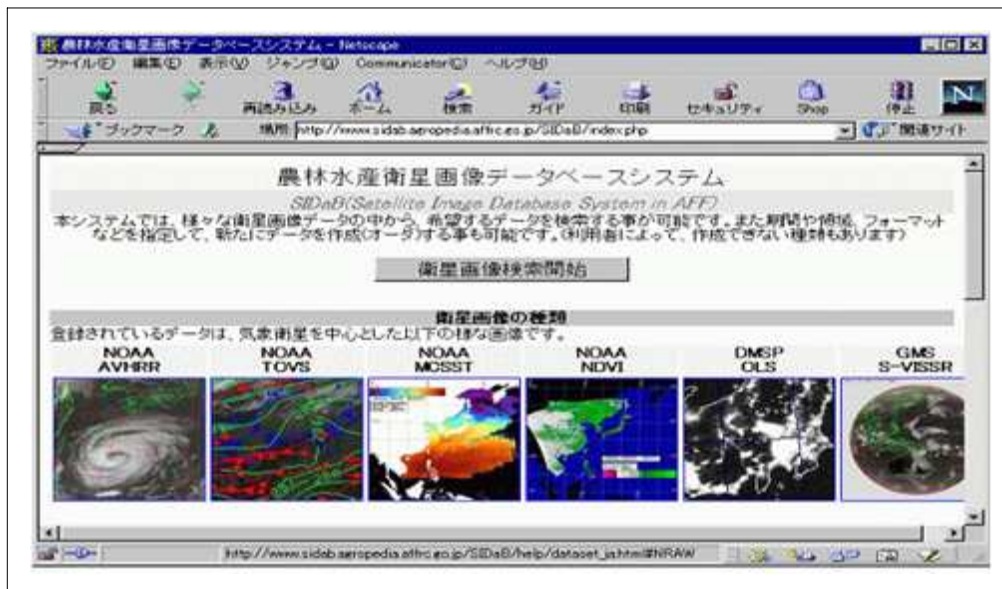 農林水産衛星画像データベースシステム - Netscape
ファイル(F) 編集(E) 表示(V) ジャンプ(G) Communicator(C) ヘルプ(H)
戻る 再読み込み ホーム 検索 ガイド 印刷 セキュリティ Shop 停止 N
ブックマーク 場所: http://www.sidab.agropedia.affrc.go.jp/SIDaB/index.php 関連サイト
農林水産衛星画像データベースシステム
SIDaB(Satellite Image Database System in AFF)
本システムでは、様々な衛星画像データの中から、希望するデータを検索する事が可能です。また期間や領域、フォーマット
などを指定して、新たにデータを作成(オーダ)する事も可能です。(利用者によって、作成できない種類もあります)
衛星画像検索開始
衛星画像の種類
登録されているデータは、気象衛星を中心とした以下の様な画像です。
NOAA NOAA NOAA NOAA DMSP GMS
AVHRR TOVS MCSST NDVI OLS S-VISSR
http://www.sidab.agropedia.affrc.go.jp/SIDaB/help/dataset_ja.html#NRAW